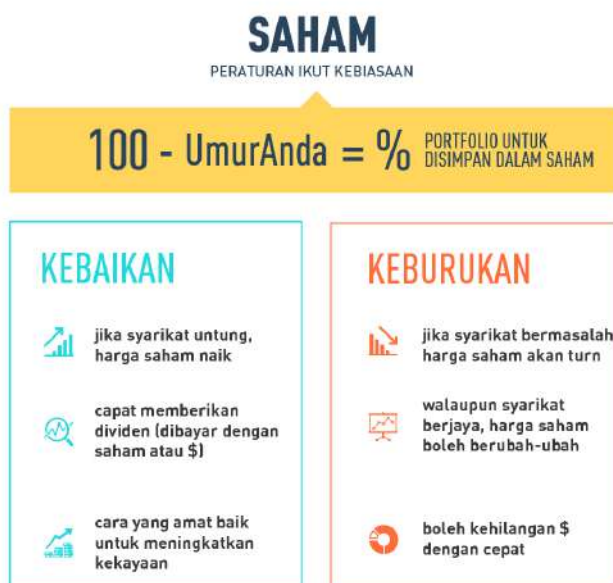 SAHAM
PERATURAN IKUT KEBIASAAN
100 - UmurAnda = % PORTFOLIO UNTUK
DISIMPAN DALAM SAHAM
KEBAIKAN
jika syarikat untung,
harga saham naik
capat memberikan
dividen (dibayar dengan
saham atau $)
cara yang amat baik
untuk meningkatkan
kekayaan
KEBURUKAN
jika syarikat bermasalah
harga saham akan turn
walaupun syarikat
berjaya, harga saham
boleh berubah-ubah
boleh kehilangan $
dengan cepat